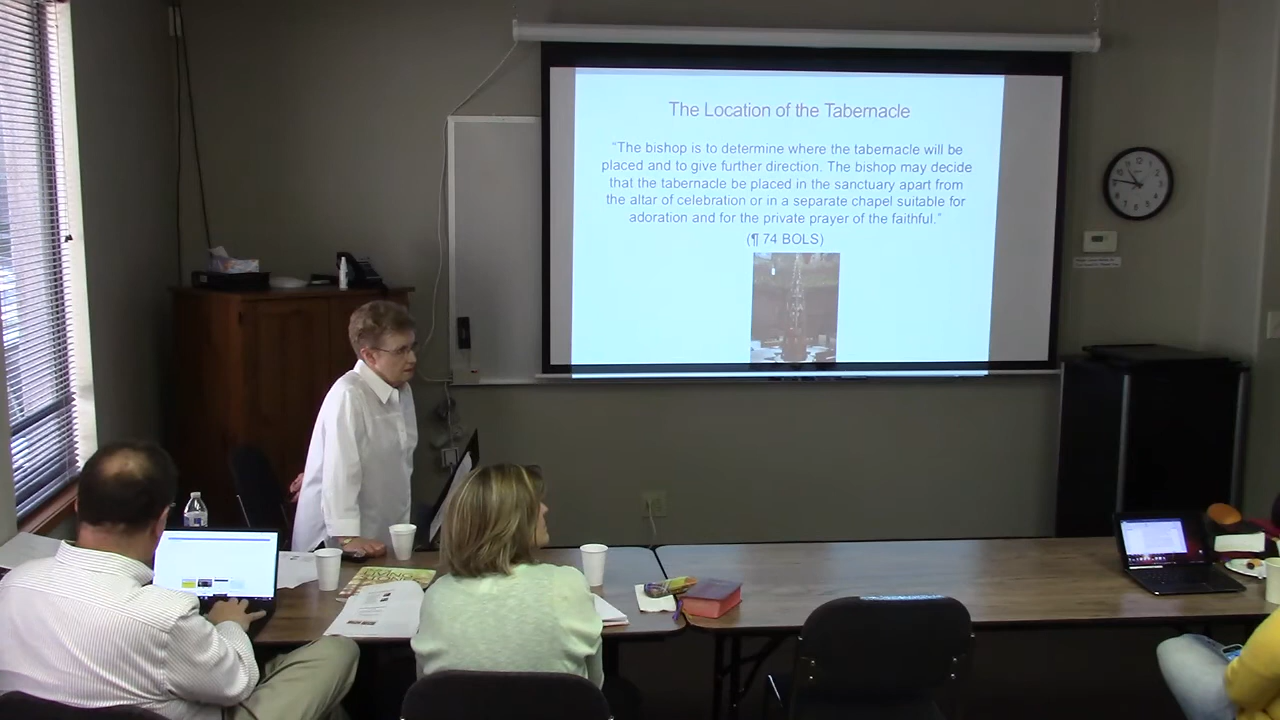 The Location of the Tabernacle
“The bishop is to determine where the tabernacle will be
placed and to give further direction. The bishop may decide
that the tabernacle be placed in the sanctuary apart from
the altar of celebration or in a separate chapel suitable for
adoration and for the private prayer of the faithful.”
(¶ 74 BOLS)